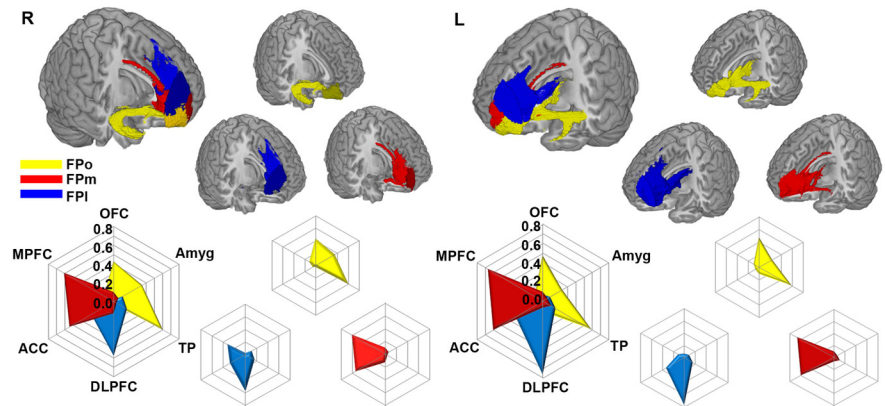 R
L
FPo
FPm
FPl
OFC
0.8
0.6
0.4
0.2
0.0
MPFC
Amyg
ACC
TP
DLPFC
OFC
0.8
0.6
0.4
0.2
0.0
MPFC
Amyg
ACC
TP
DLPFC